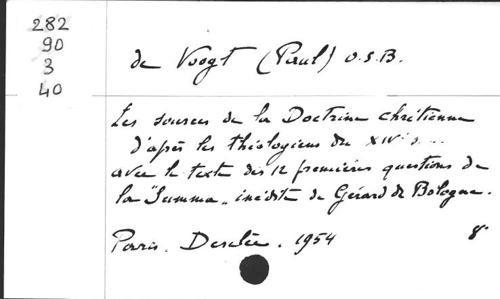 282
90
3
40
de Voogt (Paul) O.S.B.
Les sources de la Doctrine chrétienne
d'après les théologiens du XIVe s...
avec le texte des 12 premières questions de
la "Summa" inédite de Gérard de Bologne.
Paris. Desclée. 1954 8°